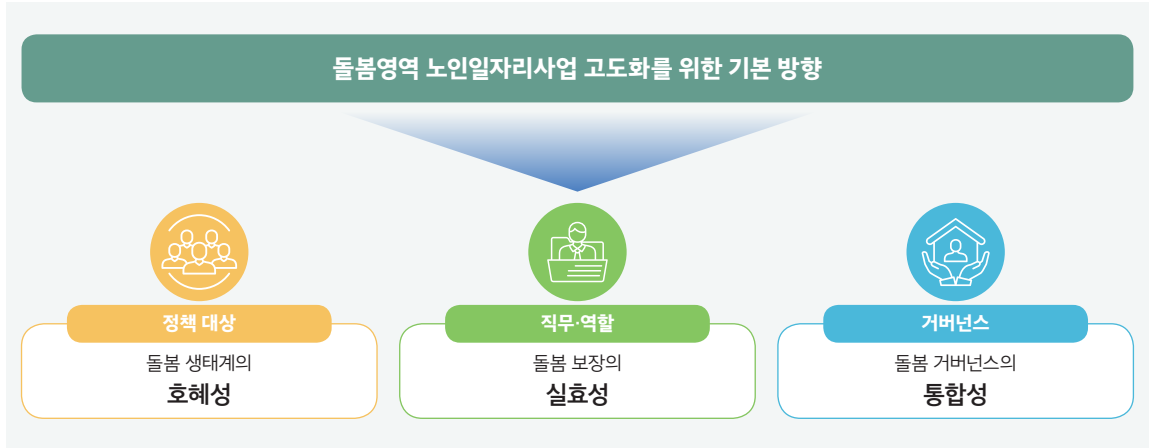 돌봄영역 노인일자리사업 고도화를 위한 기본 방향
정책 대상
돌봄 생태계의
호혜성
직무·역할
돌봄 보장의
실효성
거버넌스
돌봄 거버넌스의
통합성